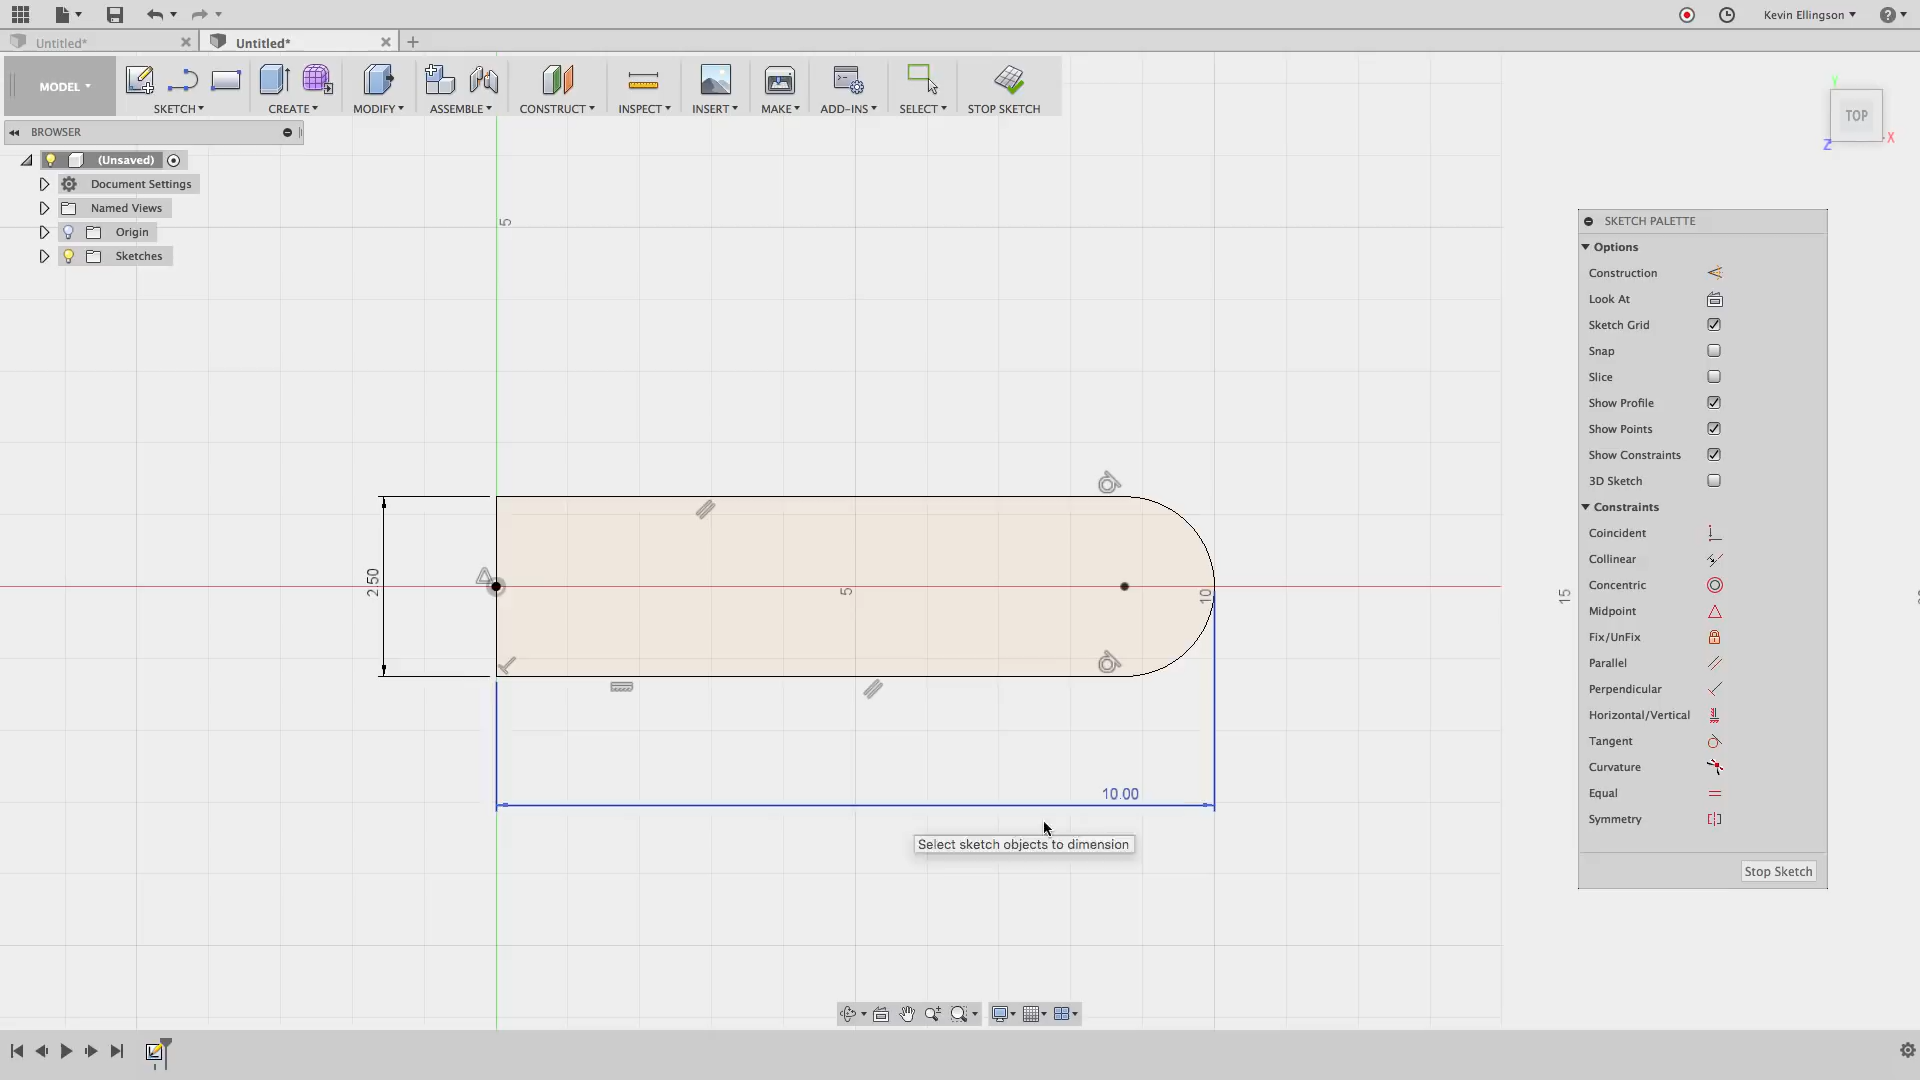 Kevin Ellingson
Untitled*
Untitled*
MODEL
SKETCH
CREATE
MODIFY
ASSEMBLE
CONSTRUCT
INSPECT
INSERT
MAKE
ADD-INS
SELECT
STOP SKETCH
BROWSER
(Unsaved)
Document Settings
Named Views
Origin
Sketches
TOP
Y
X
Z
SKETCH PALETTE
Options
Construction
Look At
Sketch Grid
Snap
Slice
Show Profile
Show Points
Show Constraints
3D Sketch
Constraints
Coincident
Collinear
Concentric
Midpoint
Fix/UnFix
Parallel
Perpendicular
Horizontal/Vertical
Tangent
Curvature
Equal
Symmetry
Stop Sketch
5
2.50
5
10
15
10.00
Select sketch objects to dimension